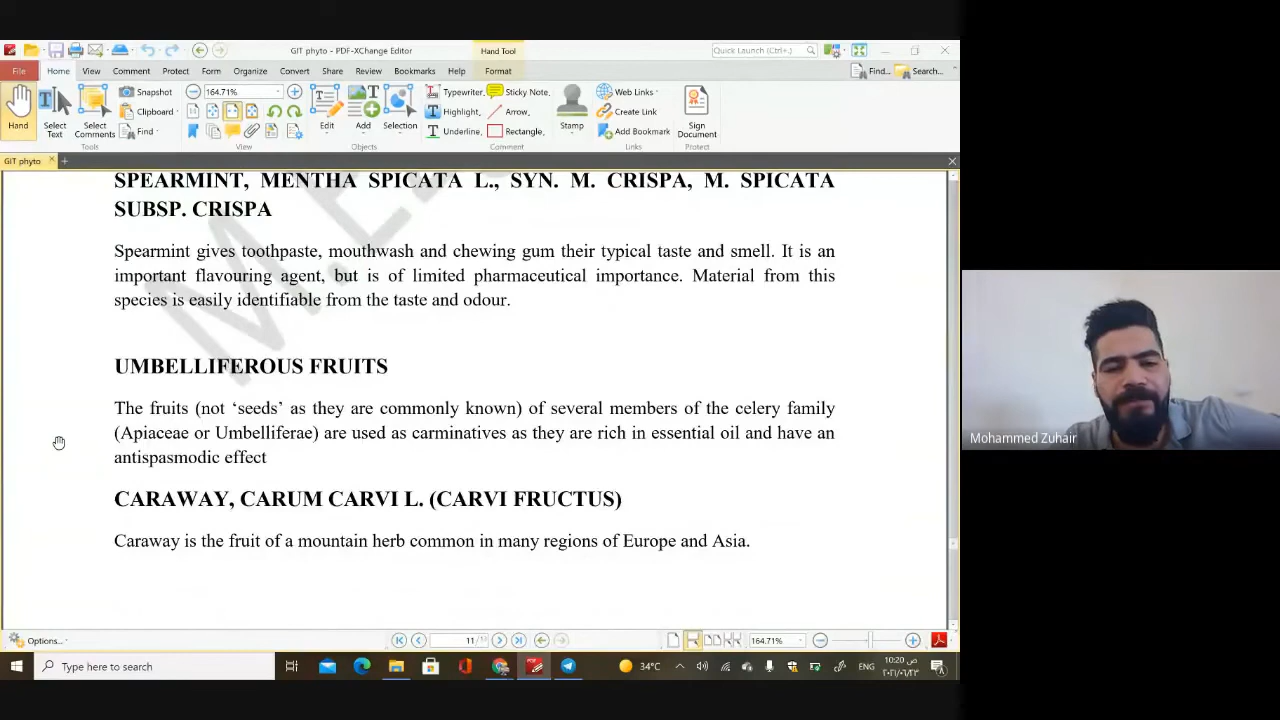 GIT phyto - PDF-XChange Editor
Hand Tool
Quick Launch (Ctrl+.)
File Home View Comment Protect Form Organize Convert Share Review Bookmarks Help Format
Find... Search...
Hand
Select Text
Select Comments
Snapshot
Clipboard
Find
Tools
164.71%
View
Edit
Add
Selection
Objects
Typewriter
Highlight
Underline
Sticky Note
Arrow
Rectangle
Comment
Stamp
Web Links
Create Link
Add Bookmark
Links
Sign Document
Protect
GIT phyto
SPEARMINT, MENTHA SPICATA L., SYN. M. CRISPA, M. SPICATA
SUBSP. CRISPA
Spearmint gives toothpaste, mouthwash and chewing gum their typical taste and smell. It is an
important flavouring agent, but is of limited pharmaceutical importance. Material from this
species is easily identifiable from the taste and odour.
UMBELLIFEROUS FRUITS
The fruits (not ‘seeds’ as they are commonly known) of several members of the celery family
(Apiaceae or Umbelliferae) are used as carminatives as they are rich in essential oil and have an
antispasmodic effect
CARAWAY, CARUM CARVI L. (CARVI FRUCTUS)
Caraway is the fruit of a mountain herb common in many regions of Europe and Asia.
Mohammed Zuhair
Options...
11
164.71%
Type here to search
34°C
ENG
10:20 ص